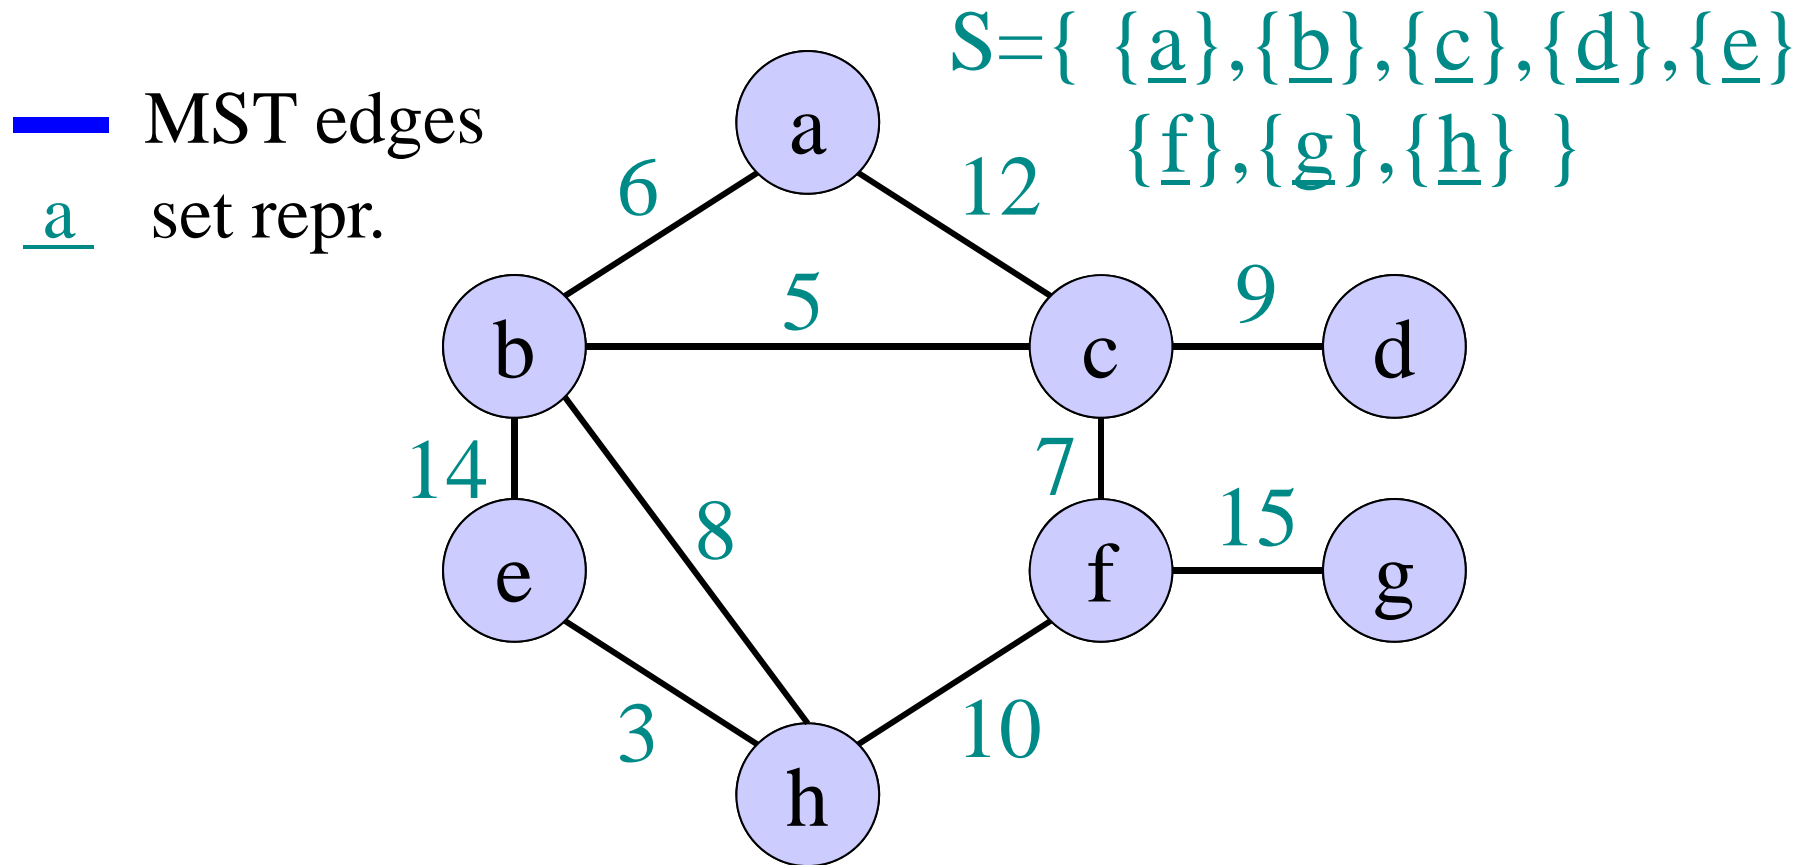 S={ {a},{b},{c},{d},{e}
{f},{g},{h} }
MST edges
a set repr.
a
6
12
5
9
b
c
d
14
7
8
15
e
f
g
3
10
h